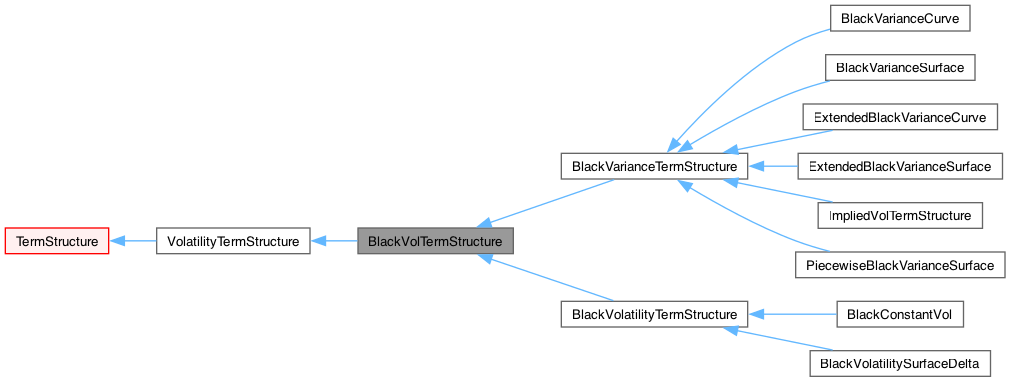 BlackVarianceCurve
BlackVarianceSurface
ExtendedBlackVarianceCurve
BlackVarianceTermStructure
ExtendedBlackVarianceSurface
ImpliedVolTermStructure
TermStructure
VolatilityTermStructure
BlackVolTermStructure
PiecewiseBlackVarianceSurface
BlackVolatilityTermStructure
BlackConstantVol
BlackVolatilitySurfaceDelta